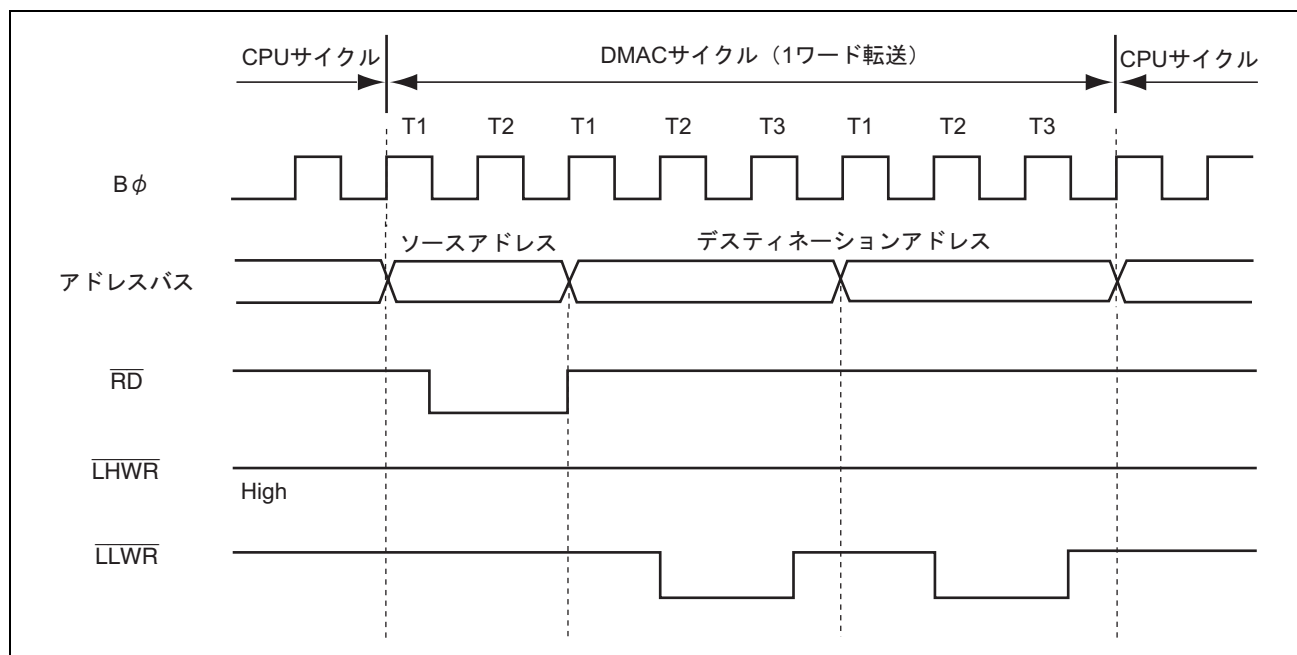 CPUサイクル DMACサイクル（1ワード転送） CPUサイクル
T1 T2 T1 T2 T3 T1 T2 T3
Bφ
ソースアドレス デスティネーションアドレス
アドレスバス
RD
LHWR
High
LLWR